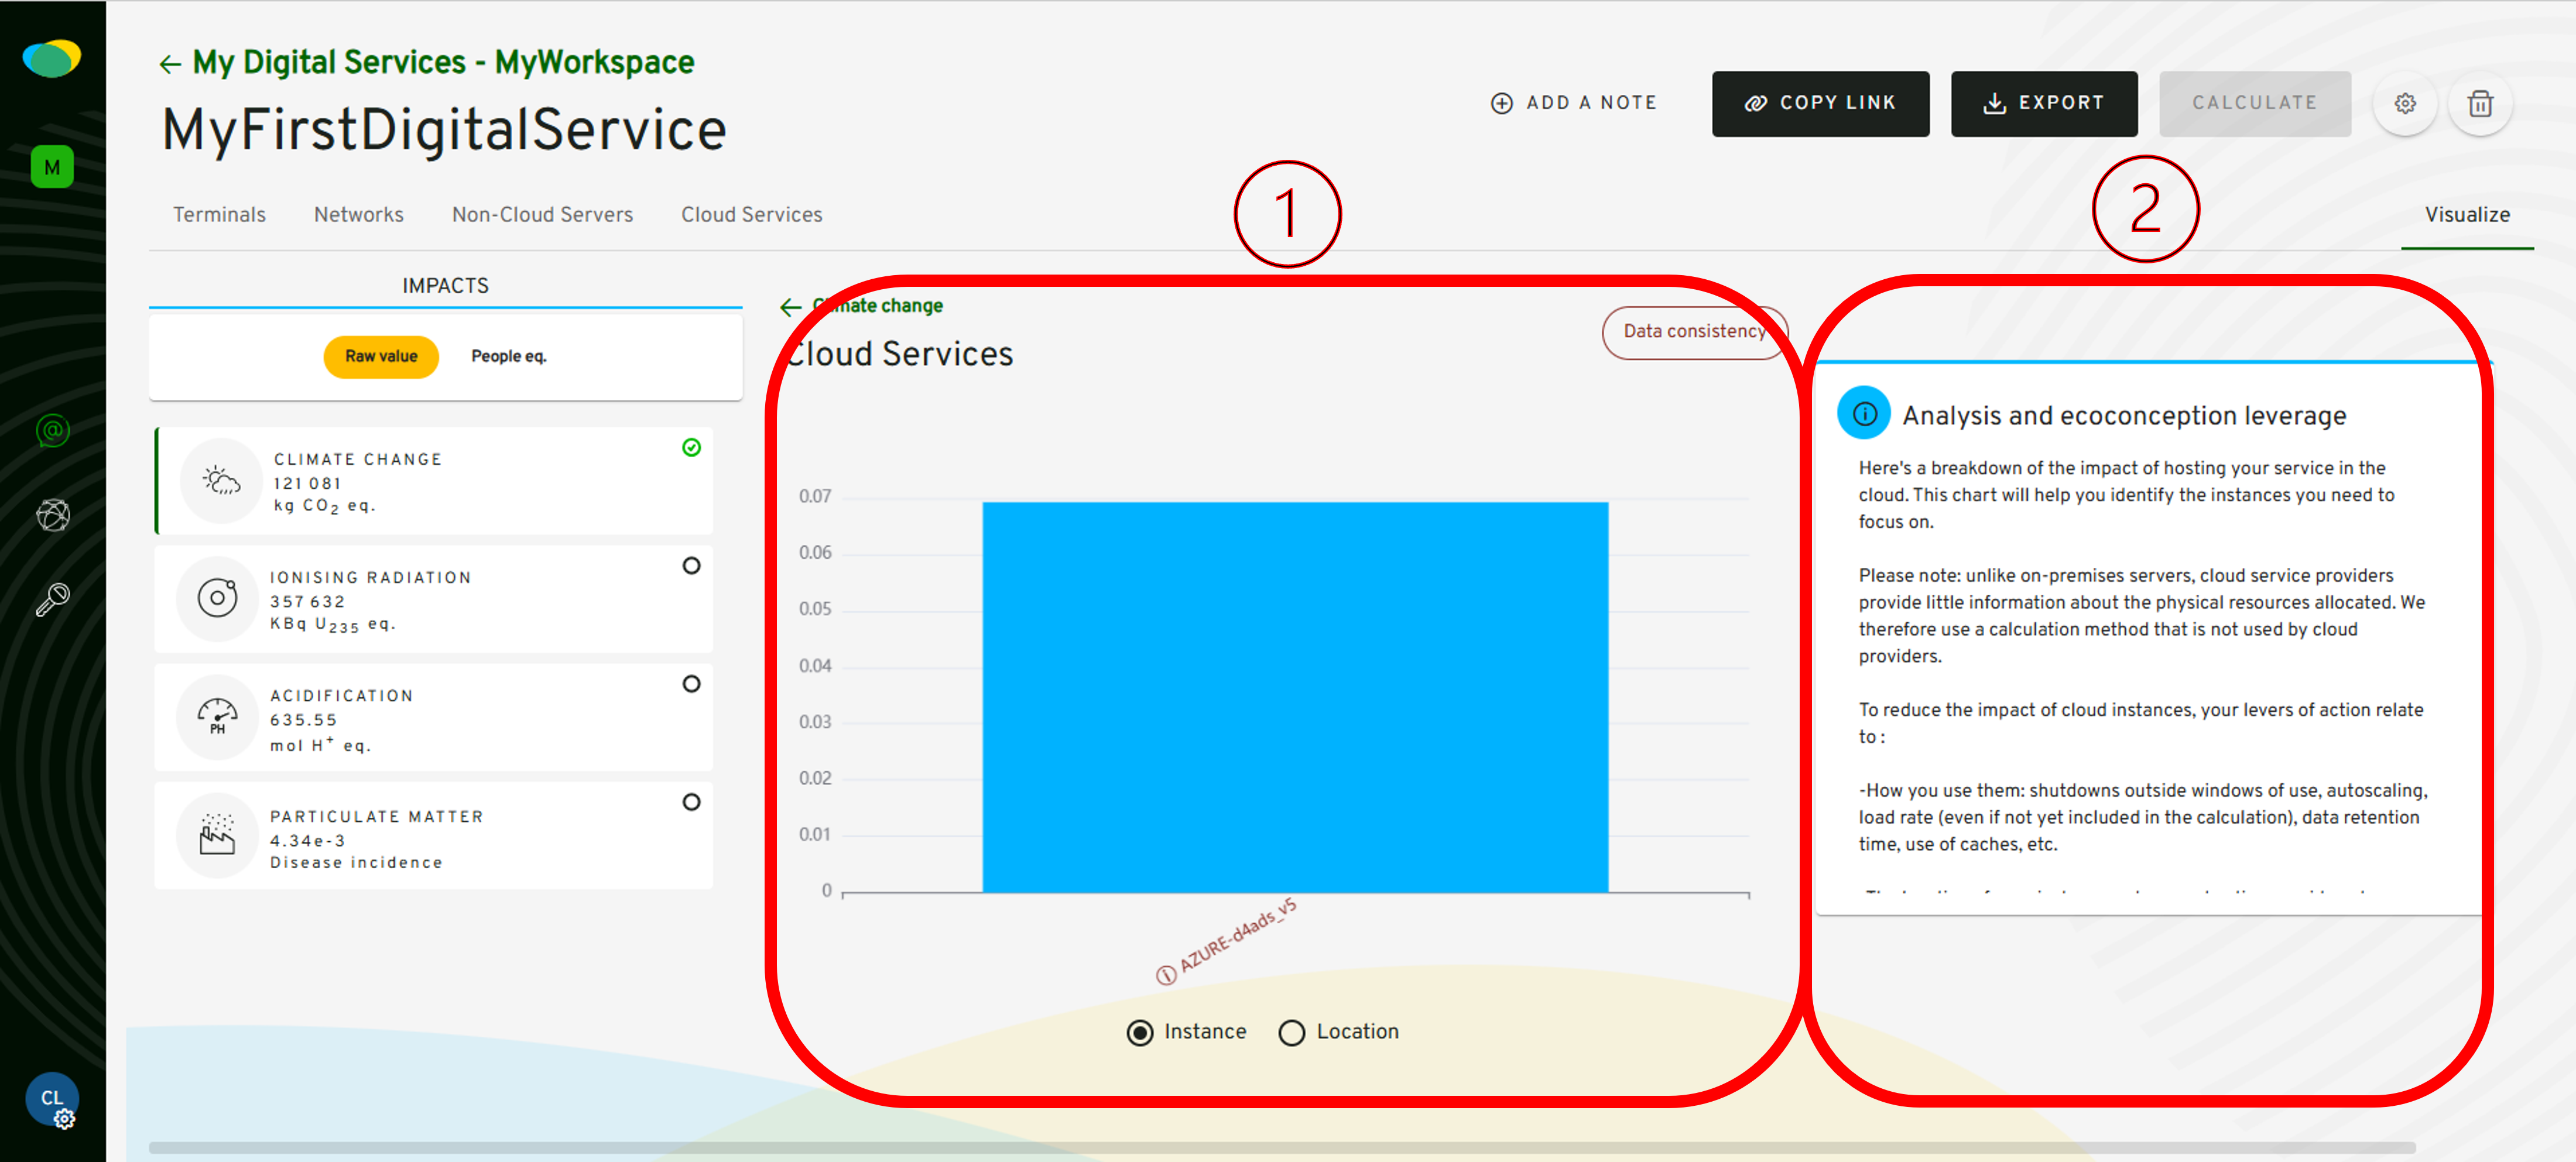 My Digital Services - MyWorkspace
MyFirstDigitalService
ADD A NOTE
COPY LINK
EXPORT
CALCULATE
M
Terminals
Networks
Non-Cloud Servers
Cloud Services
1
2
Visualize
IMPACTS
Raw value
People eq.
CLIMATE CHANGE
121 081
kg CO2 eq.
IONISING RADIATION
357 632
KBq U235 eq.
ACIDIFICATION
635.55
mol H+ eq.
PH
PARTICULATE MATTER
4.34e-3
Disease incidence
Climate change
Cloud Services
Data consistency
0.07
0.06
0.05
0.04
0.03
0.02
0.01
0
AZURE-d4ads_v5
Instance
Location
Analysis and ecoconception leverage
Here's a breakdown of the impact of hosting your service in the
cloud. This chart will help you identify the instances you need to
focus on.
Please note: unlike on-premises servers, cloud service providers
provide little information about the physical resources allocated. We
therefore use a calculation method that is not used by cloud
providers.
To reduce the impact of cloud instances, your levers of action relate
to :
-How you use them: shutdowns outside windows of use, autoscaling,
load rate (even if not yet included in the calculation), data retention
time, use of caches, etc.
CL